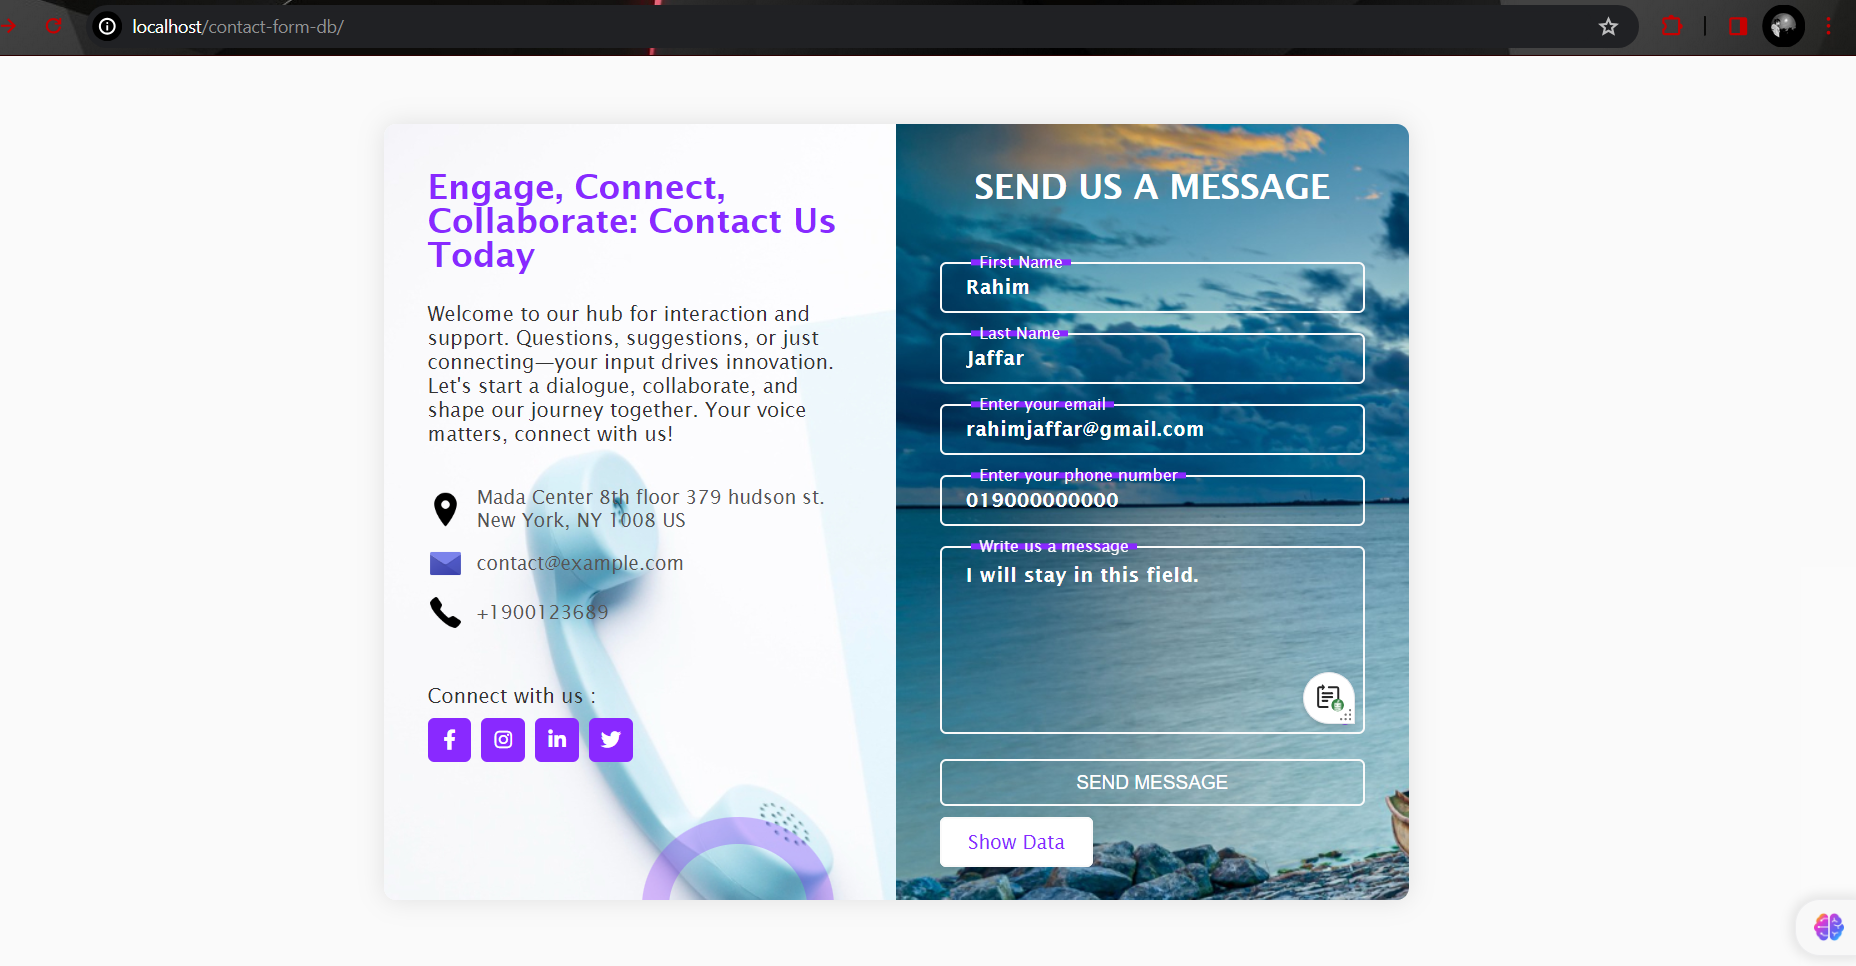 localhost/contact-form-db/
Engage, Connect,
Collaborate: Contact Us
Today
Welcome to our hub for interaction and
support. Questions, suggestions, or just
connecting—your input drives innovation.
Let's start a dialogue, collaborate, and
shape our journey together. Your voice
matters, connect with us!
Mada Center 8th floor 379 hudson st.
New York, NY 1008 US
contact@example.com
+1900123689
Connect with us :
SEND US A MESSAGE
First Name
Rahim
Last Name
Jaffar
Enter your email
rahimjaffar@gmail.com
Enter your phone number
019000000000
Write us a message
I will stay in this field.
SEND MESSAGE
Show Data